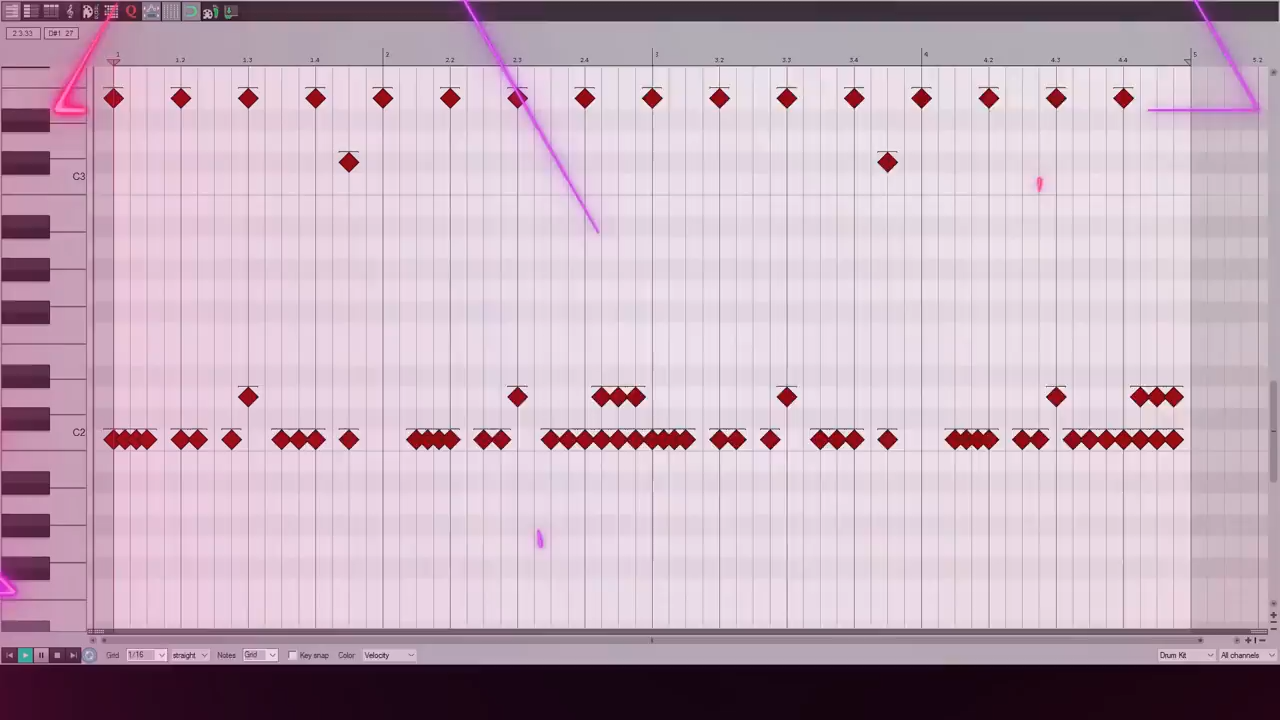 Q
2.3.33 D#1 27
1 1.2 1.3 1.4 2 2.2 2.3 2.4 3 3.2 3.3 3.4 4 4.2 4.3 4.4 5 5.2
C3
C2
Grid 1/16 straight Notes Grid Key snap Color Velocity Drum Kit All channels